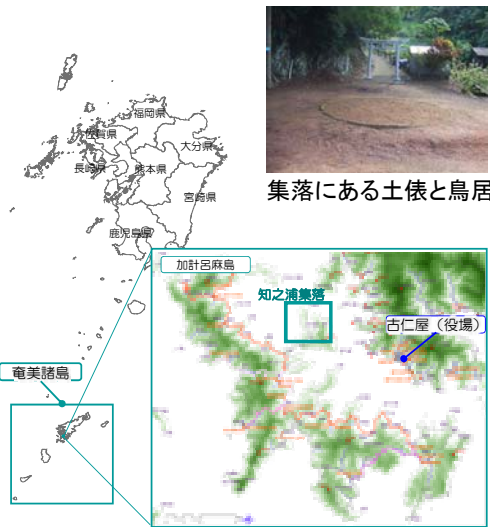 福岡県
佐賀県
大分県
長崎県
熊本県
宮崎県
鹿児島県
集落にある土俵と鳥居
加計呂麻島
知之浦集落
古仁屋（役場）
奄美諸島